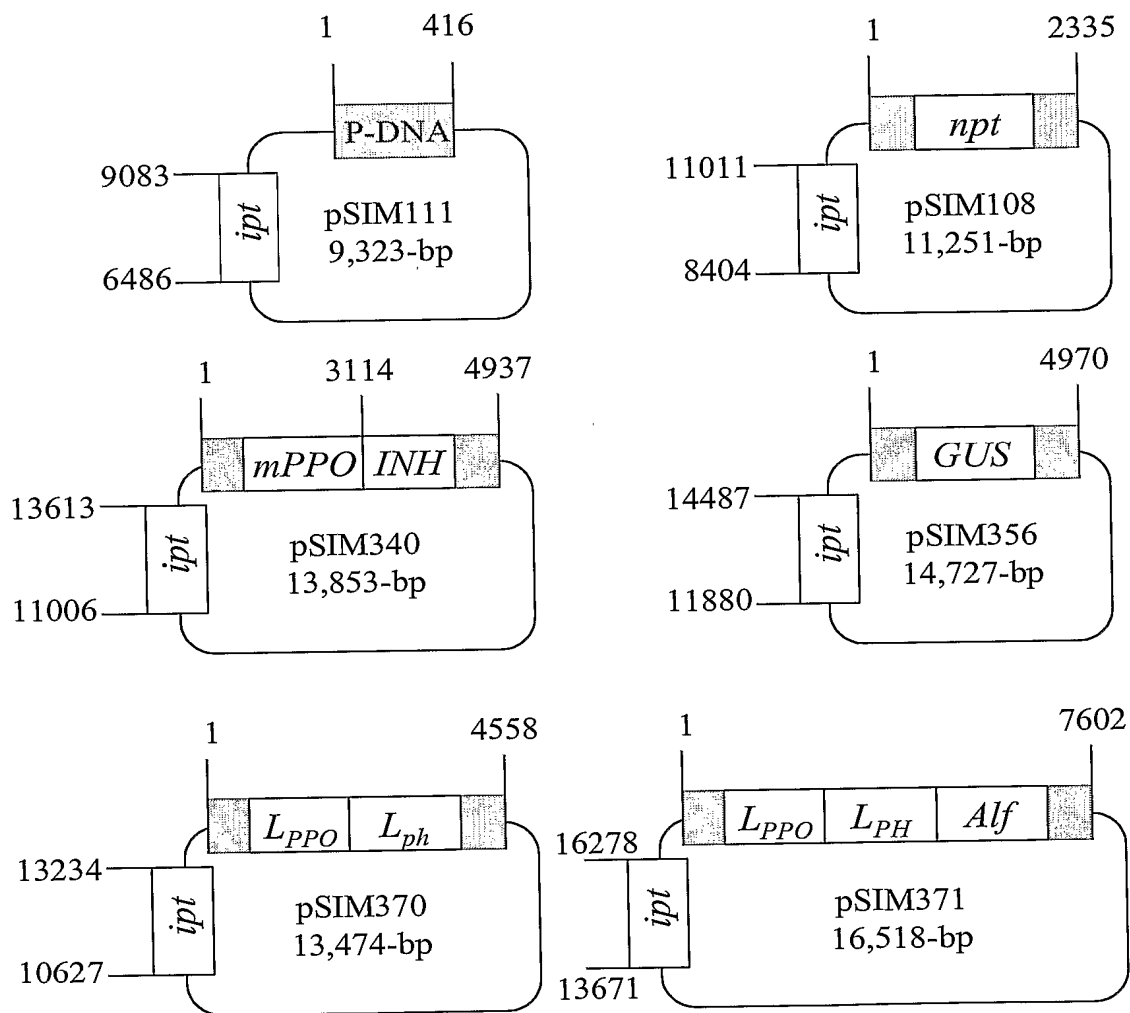 1 416
P-DNA
9083
ipt
6486
pSIM111
9,323-bp
1 2335
npt
11011
ipt
8404
pSIM108
11,251-bp
1 3114 4937
mPPO INH
13613
ipt
11006
pSIM340
13,853-bp
1 4970
GUS
14487
ipt
11880
pSIM356
14,727-bp
1 4558
LPPO Lph
13234
ipt
10627
pSIM370
13,474-bp
1 7602
LPPO LPH Alf
16278
ipt
13671
pSIM371
16,518-bp